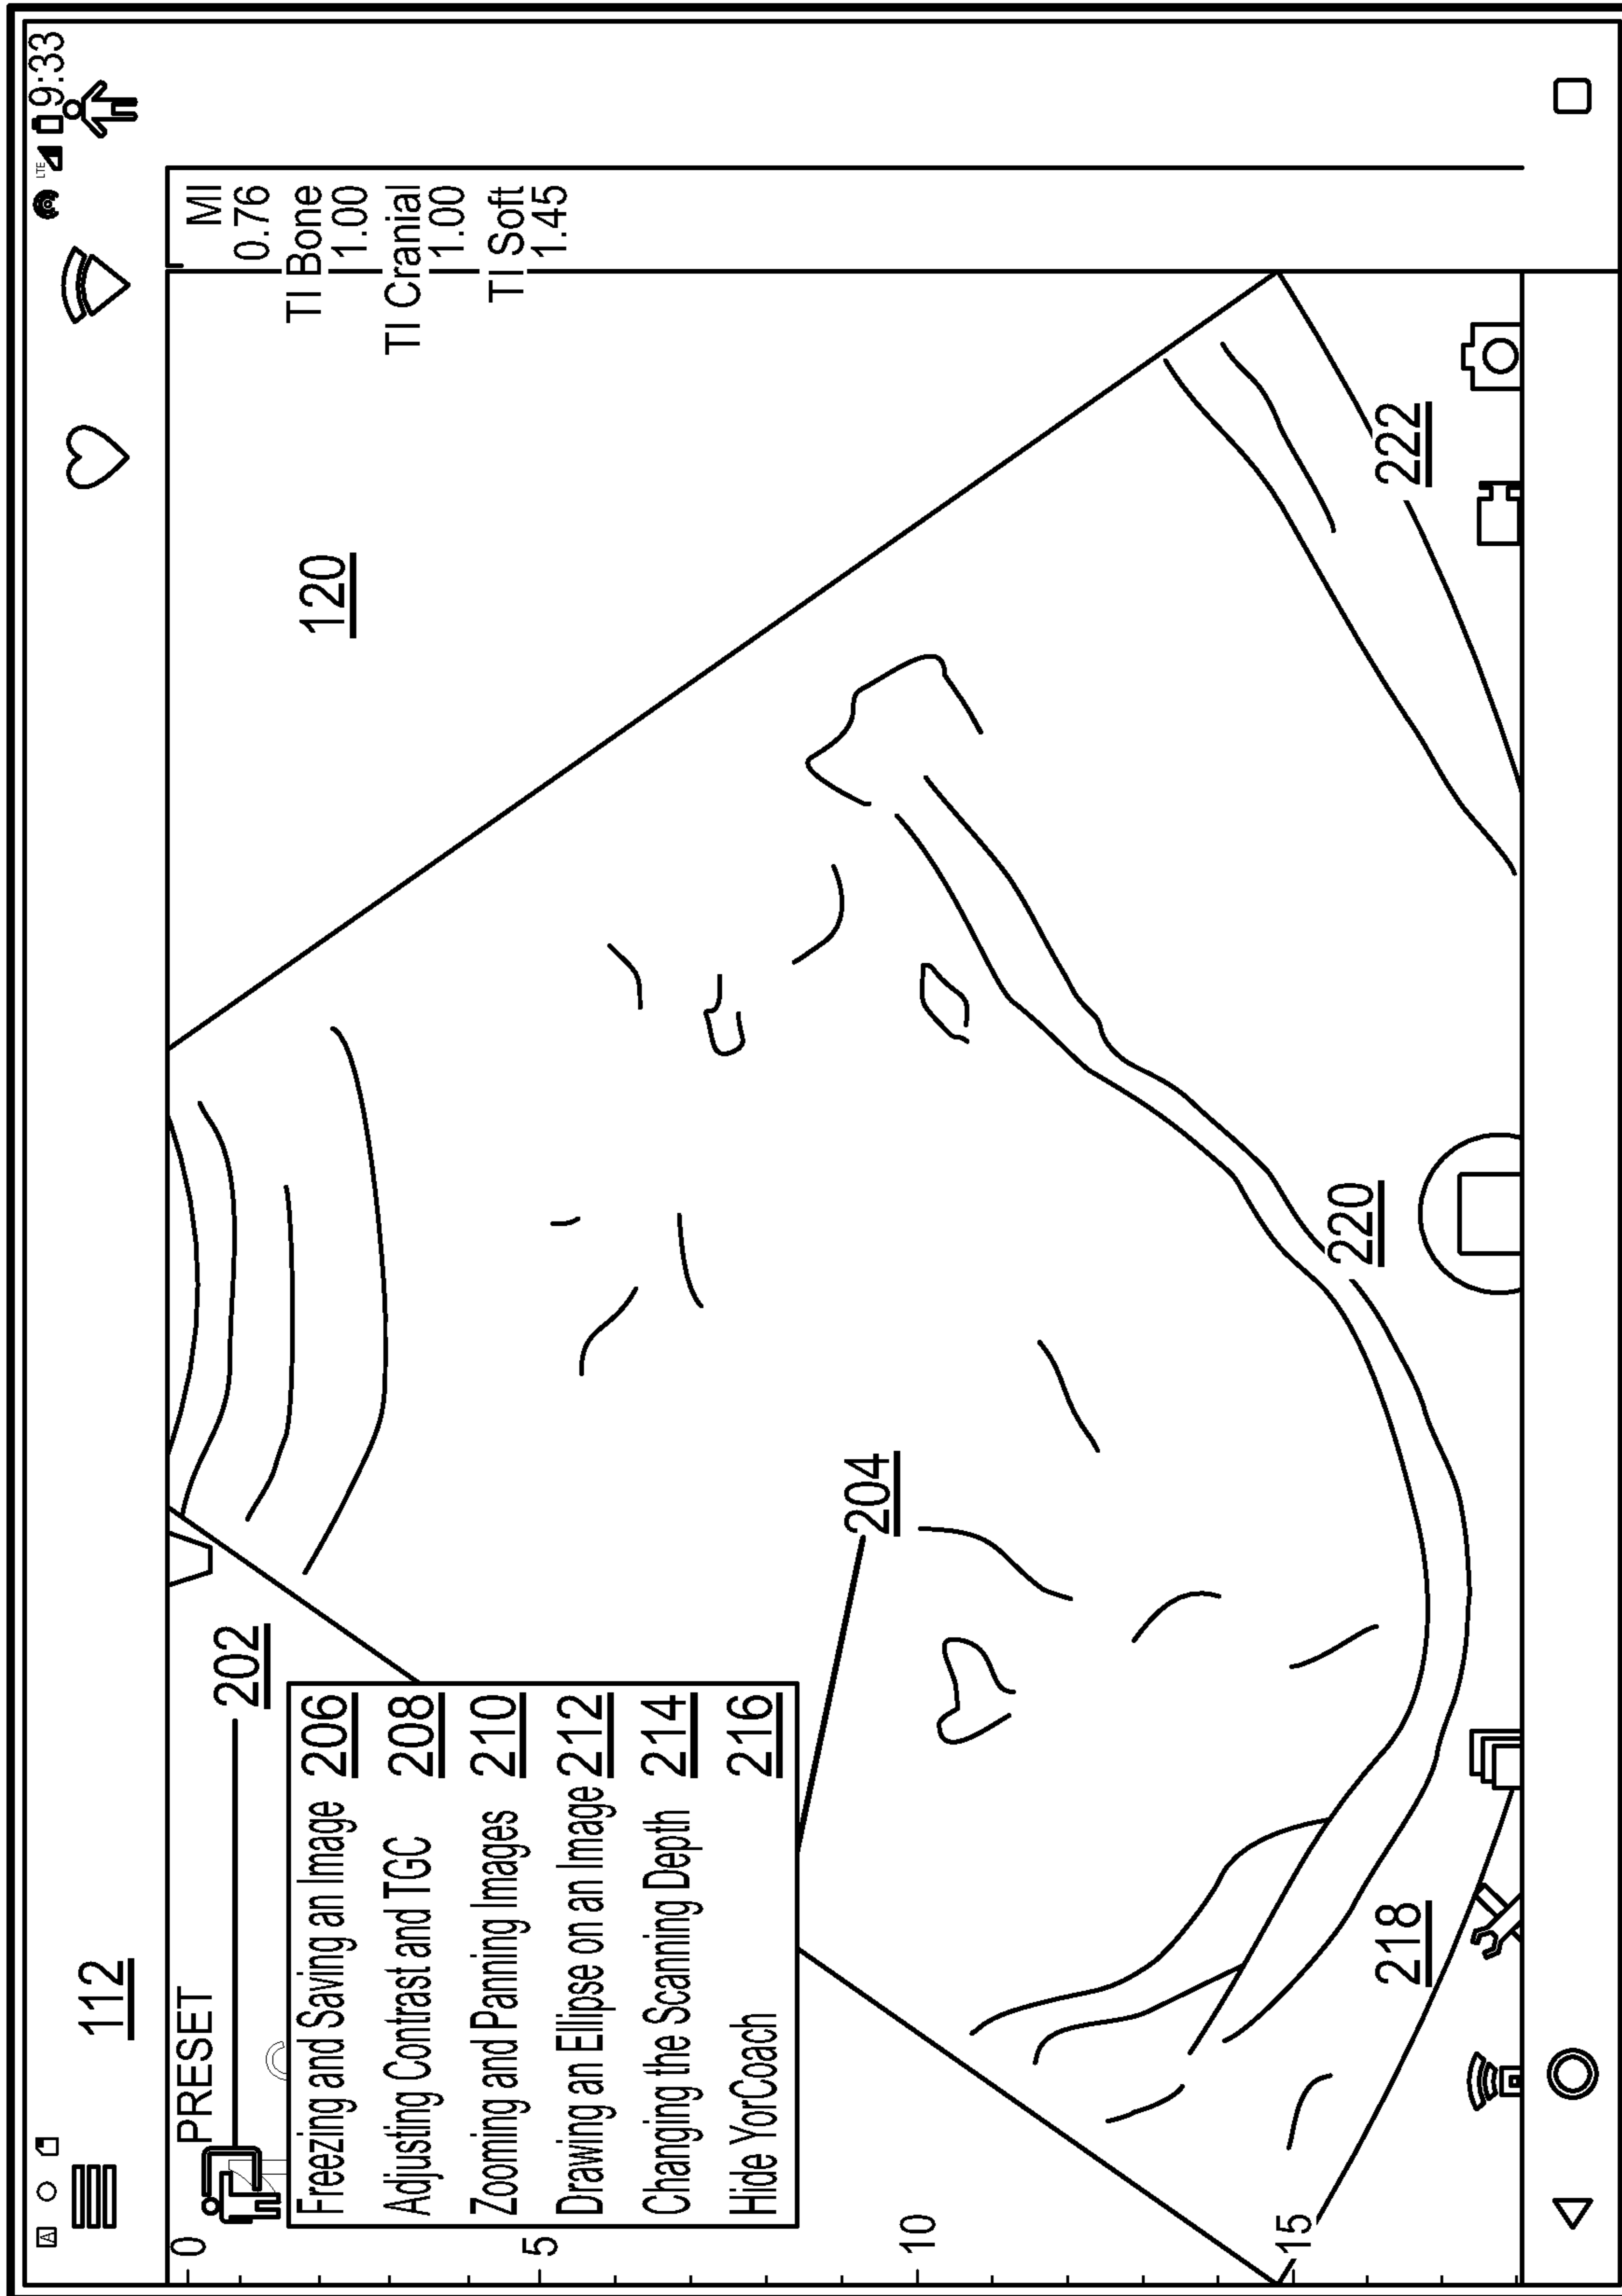 A
LTE
9:33
112
PRESET
202
120
MI
0.76
TI Bone
1.00
TI Cranial
1.00
TI Soft
1.45
0
5
10
15
Freezing and Saving an Image 206
Adjusting Contrast and TGC 208
Zooming and Panning Images 210
Drawing an Ellipse on an Image 212
Changing the Scanning Depth 214
Hide YorCoach 216
204
218
220
222